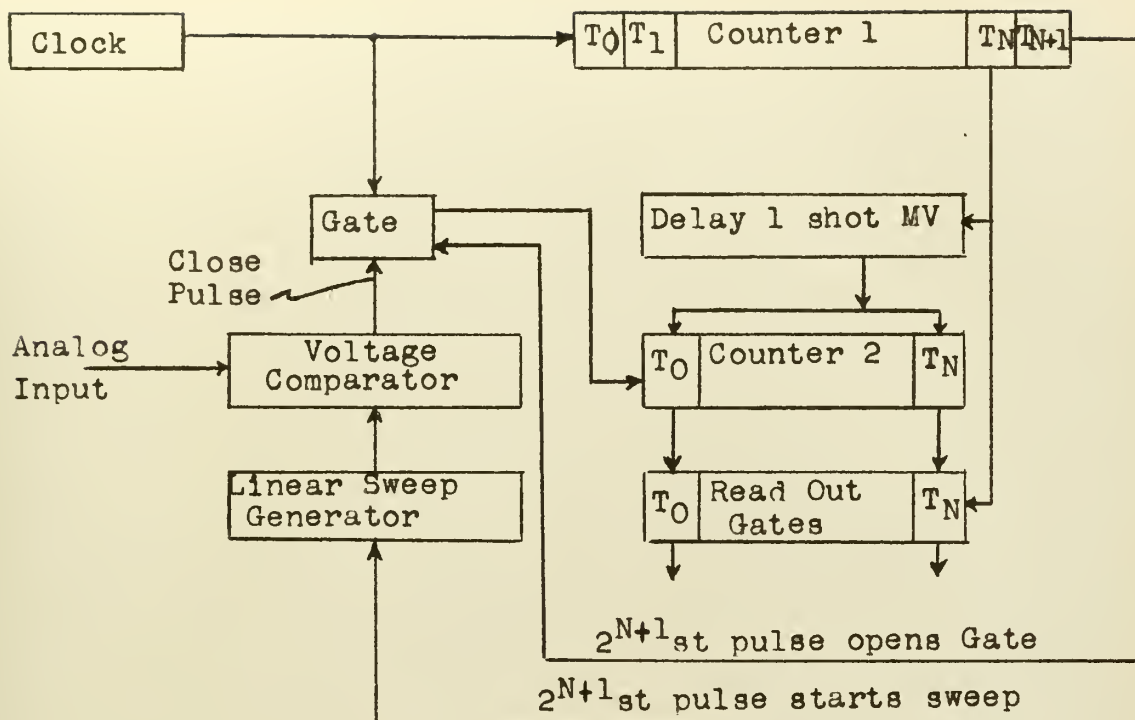 Clock
T0 T1 Counter 1 TN TN+1
Gate
Delay 1 shot MV
Close
Pulse
Analog
Input
Voltage
Comparator
T0 Counter 2 TN
Linear Sweep
Generator
T0 Read Out
Gates
TN
2^N+1st pulse opens Gate
2^N+1st pulse starts sweep